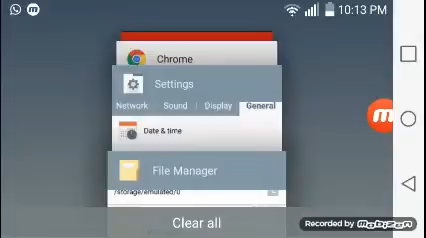 10:13 PM
Chrome
Settings
Network Sound Display General
Date & time
File Manager
/storage/emulated/0
Clear all
Recorded by Mobizen